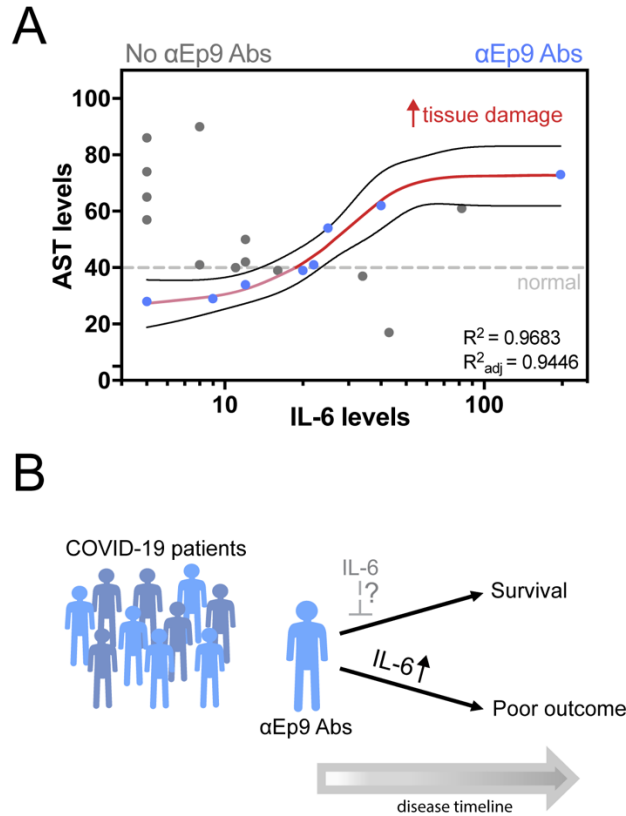 A
No αEp9 Abs
αEp9 Abs
100
80
60
40
20
0
AST levels
tissue damage
normal
R² = 0.9683
R²adj = 0.9446
10
100
IL-6 levels
B
COVID-19 patients
IL-6
?
Survival
IL-6
Poor outcome
αEp9 Abs
disease timeline